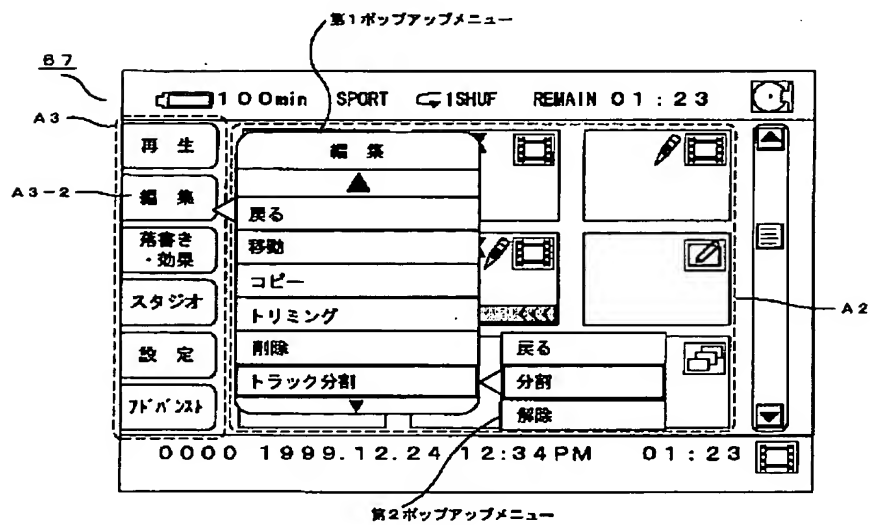 第1ポップアップメニュー
67
100min SPORT 1SHUF REMAIN 01:23
A3
再 生
A3-2
編 集
落書き
・効果
スタジオ
設 定
アドバンスト
編 集
戻る
移動
コピー
トリミング
削除
トラック分割
戻る
分割
解除
A2
0000 1999.12.24 12:34PM 01:23
第2ポップアップメニュー